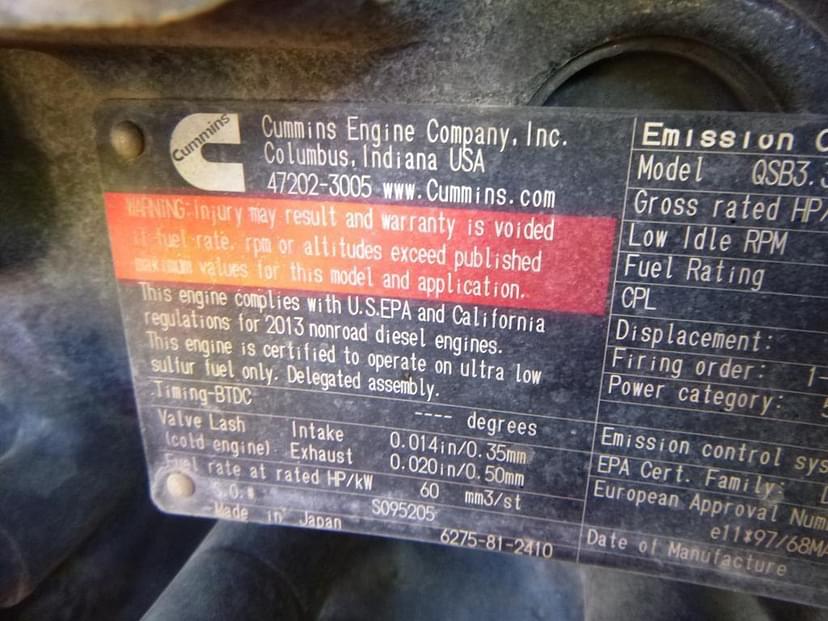 Cummins
Cummins Engine Company, Inc.
Columbus, Indiana USA
47202-3005 www.Cummins.com
WARNING: Injury may result and warranty is voided
if fuel rate, rpm or altitudes exceed published
maximum values for this model and application.
This engine complies with U.S.EPA and California
regulations for 2013 nonroad diesel engines.
This engine is certified to operate on ultra low
sulfur fuel only. Delegated assembly.
Timing-BTDC ---- degrees
Valve Lash Intake 0.014in/0.35mm
(cold engine) Exhaust 0.020in/0.50mm
Fuel rate at rated HP/kW 60 mm3/st
S.O.# S095205
Made in Japan 6275-81-2410
Emission C
Model QSB3.
Gross rated HP/
Low Idle RPM
Fuel Rating
CPL
Displacement:
Firing order: 1-
Power category:
Emission control sys
EPA Cert. Family:
European Approval Num
e11*97/68MA
Date of Manufacture